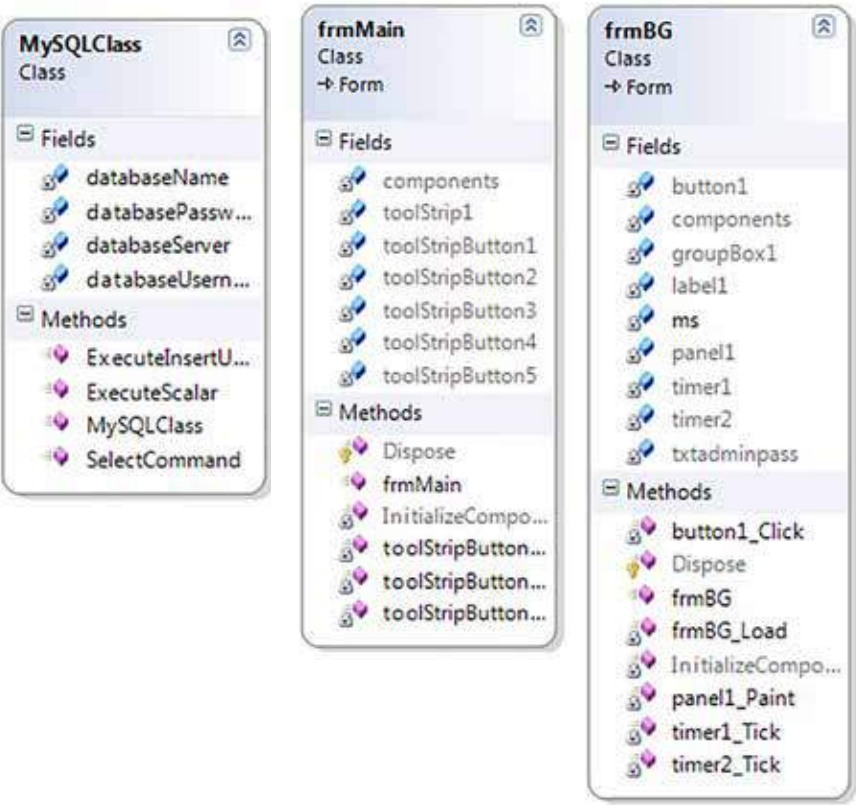 MySQLClass
Class
Fields
databaseName
databasePassw...
databaseServer
databaseUsern...
Methods
ExecuteInsertU...
ExecuteScalar
MySQLClass
SelectCommand
frmMain
Class
Form
Fields
components
toolStrip1
toolStripButton1
toolStripButton2
toolStripButton3
toolStripButton4
toolStripButton5
Methods
Dispose
frmMain
InitializeCompo...
toolStripButton...
toolStripButton...
toolStripButton...
frmBG
Class
Form
Fields
button1
components
groupBox1
label1
ms
panel1
timer1
timer2
txtadminpass
Methods
button1_Click
Dispose
frmBG
frmBG_Load
InitializeCompo...
panel1_Paint
timer1_Tick
timer2_Tick